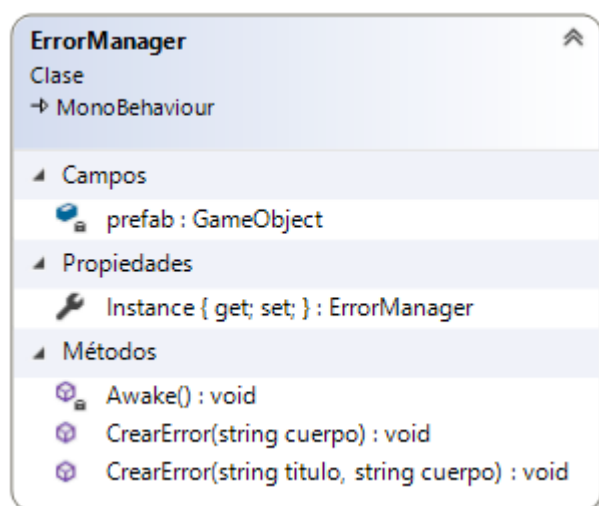 ErrorManager
Clase
MonoBehaviour
Campos
prefab : GameObject
Propiedades
Instance { get; set; } : ErrorManager
Métodos
Awake() : void
CrearError(string cuerpo) : void
CrearError(string titulo, string cuerpo) : void